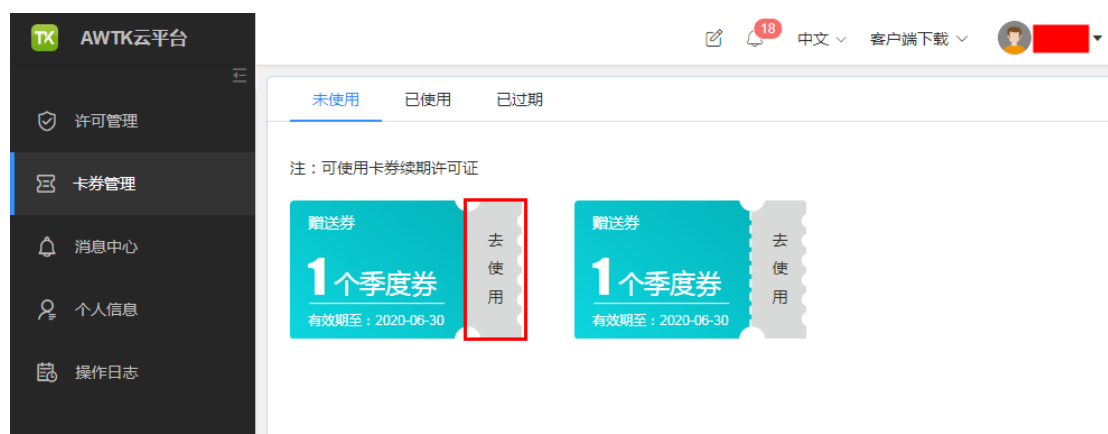 TK AWTK云平台
18 中文 客户端下载
未使用 已使用 已过期
许可管理
注：可使用卡券续期许可证
卡券管理
赠送券
1个季度券
有效期至：2020-06-30
去使用
赠送券
1个季度券
有效期至：2020-06-30
去使用
消息中心
个人信息
操作日志